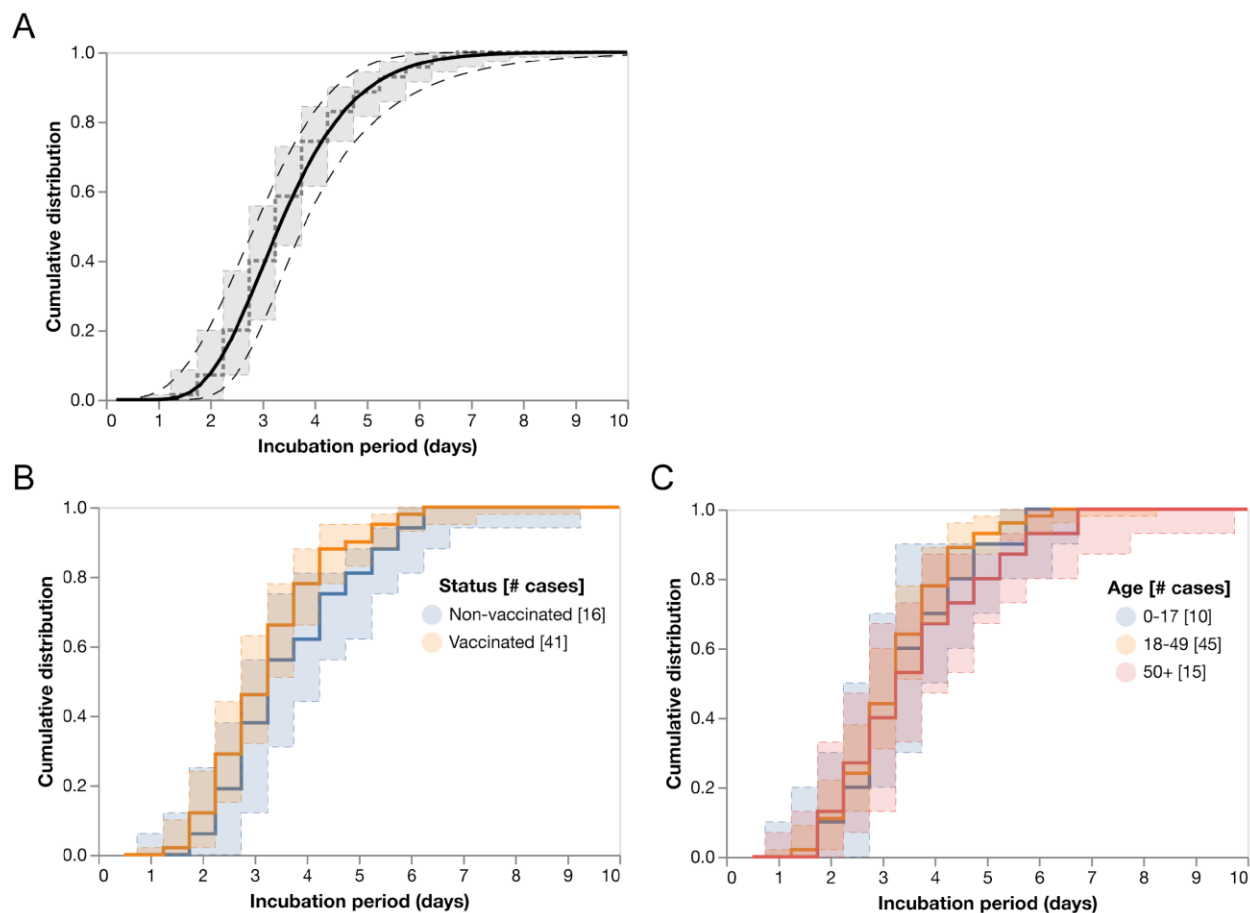 A
1.0
0.8
0.6
0.4
0.2
0.0
Cumulative distribution
0 1 2 3 4 5 6 7 8 9 10
Incubation period (days)
B
1.0
0.8
0.6
0.4
0.2
0.0
Cumulative distribution
Status [# cases]
Non-vaccinated [16]
Vaccinated [41]
0 1 2 3 4 5 6 7 8 9 10
Incubation period (days)
C
1.0
0.8
0.6
0.4
0.2
0.0
Cumulative distribution
Age [# cases]
0-17 [10]
18-49 [45]
50+ [15]
0 1 2 3 4 5 6 7 8 9 10
Incubation period (days)